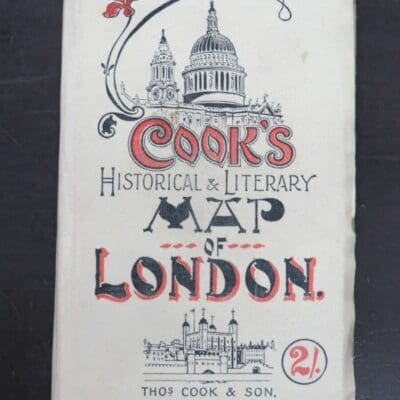 COOK'S
HISTORICAL & LITERARY
MAP
OF
LONDON.
2/.
THOS COOK & SON.